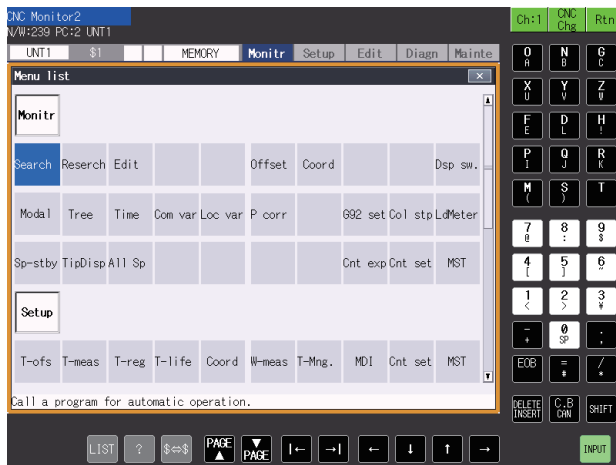 CNC Monitor2
N/W:239 PC:2 UNT1
Ch:1 CNC Chg Rtn
UNT1 $1 MEMORY Monitr Setup Edit Diagn Mainte
Menu list ×
Monitr
Search Reserch Edit Offset Coord Dsp sw.
Modal Tree Time Com var Loc var P corr G92 set Col stp LdMeter
Sp-stby TipDisp All Sp Cnt exp Cnt set MST
Setup
T-ofs T-meas T-reg T-life Coord W-meas T-Mng. MDI Cnt set MST
Call a program for automatic operation.
LIST ? $⇔$ PAGE ▲ ▼ PAGE |← →| ← ↓ ↑ →
O A N B G C
X U Y V Z W
F E D L H !
P I Q J R K
M ( S ) T
7 @ 8 : 9 $
4 [ 5 ] 6 "
1 < 2 > 3 ¥
- + 0 SP . ,
EOB = # / *
DELETE INSERT C.B CAN SHIFT
INPUT